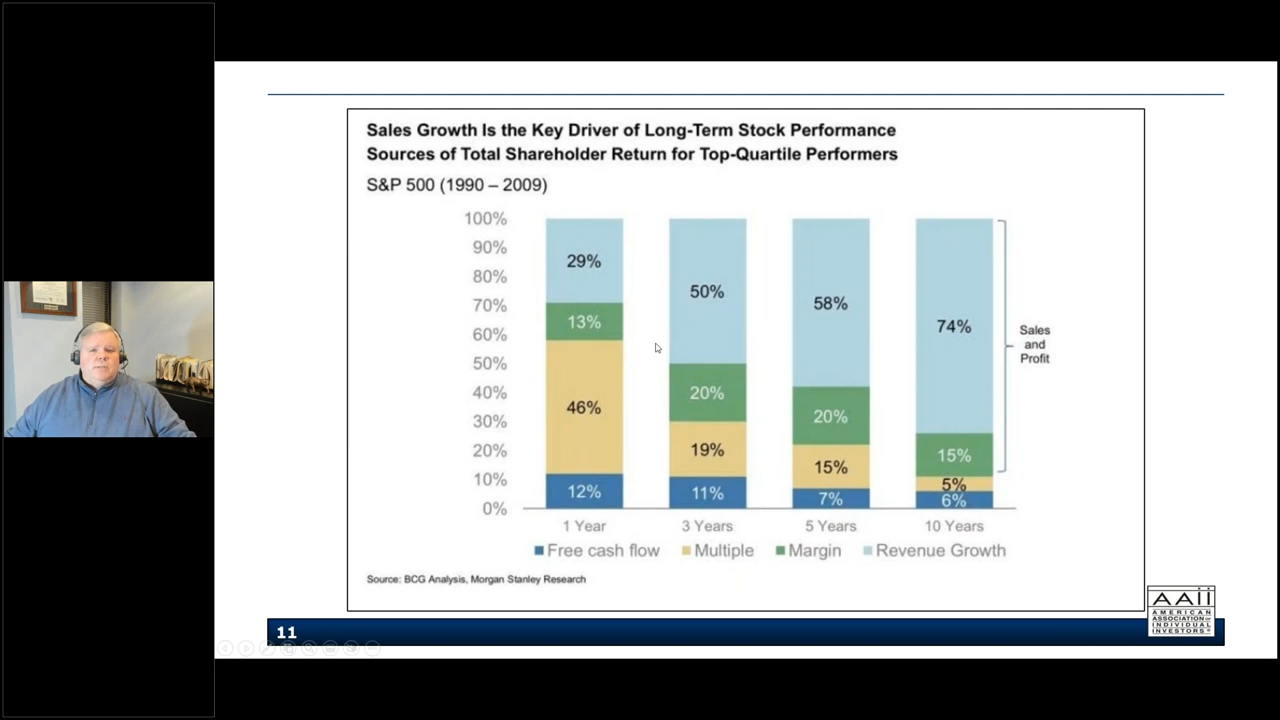 Sales Growth Is the Key Driver of Long-Term Stock Performance
Sources of Total Shareholder Return for Top-Quartile Performers
S&P 500 (1990 – 2009)
100%
90%
80%
70%
60%
50%
40%
30%
20%
10%
0%
29%
13%
46%
12%
50%
20%
19%
11%
58%
20%
15%
7%
74%
15%
5%
6%
Sales
and
Profit
1 Year
3 Years
5 Years
10 Years
Free cash flow
Multiple
Margin
Revenue Growth
Source: BCG Analysis, Morgan Stanley Research
11
AAII
AMERICAN
ASSOCIATION OF
INDIVIDUAL
INVESTORS®